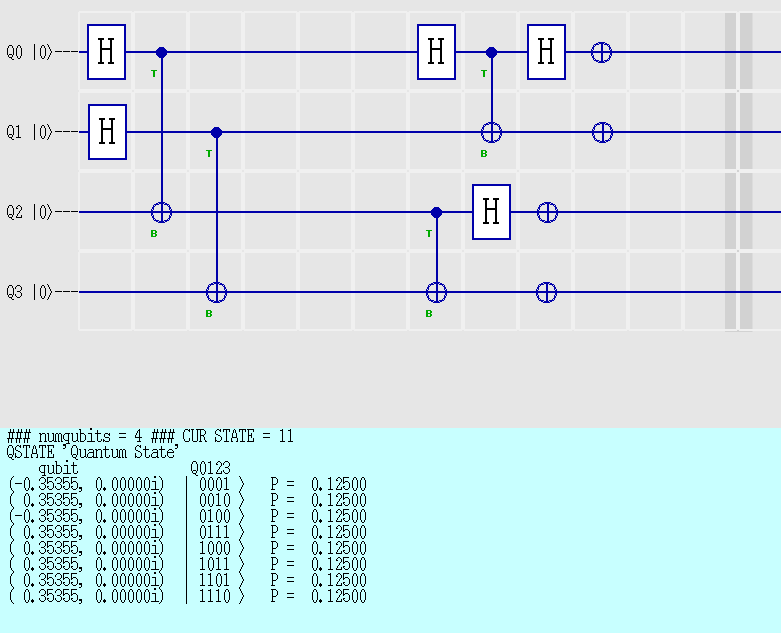 H H H
Q0 |0⟩---
T T
H
Q1 |0⟩---
T B
H
Q2 |0⟩---
B T
Q3 |0⟩---
B B
### numqubits = 4 ### CUR STATE = 11
QSTATE 'Quantum State'
qubit Q0123
(-0.35355, 0.00000i) | 0001 ⟩ P = 0.12500
( 0.35355, 0.00000i) | 0010 ⟩ P = 0.12500
(-0.35355, 0.00000i) | 0100 ⟩ P = 0.12500
( 0.35355, 0.00000i) | 0111 ⟩ P = 0.12500
( 0.35355, 0.00000i) | 1000 ⟩ P = 0.12500
( 0.35355, 0.00000i) | 1011 ⟩ P = 0.12500
( 0.35355, 0.00000i) | 1101 ⟩ P = 0.12500
( 0.35355, 0.00000i) | 1110 ⟩ P = 0.12500